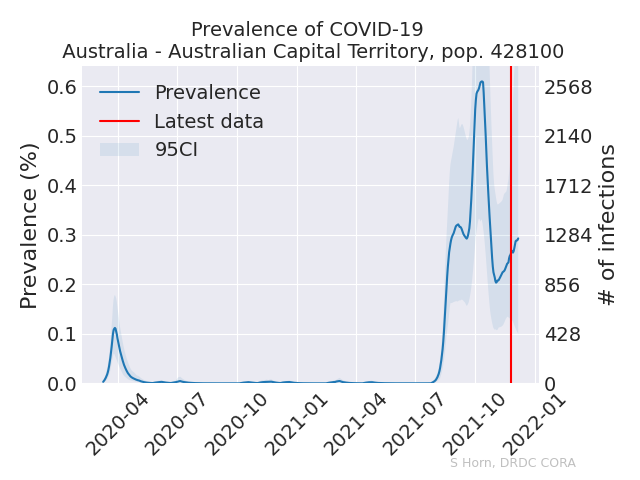 Prevalence of COVID-19
Australia - Australian Capital Territory, pop. 428100
Prevalence
Latest data
95CI
Prevalence (%)
0.6
0.5
0.4
0.3
0.2
0.1
0.0
2568
2140
1712
1284
856
428
0
# of infections
2020-04
2020-07
2020-10
2021-01
2021-04
2021-07
2021-10
2022-01
S Horn, DRDC CORA